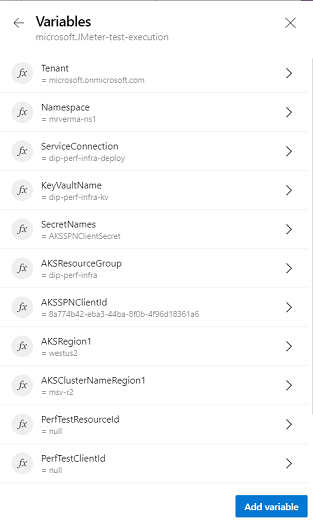 Variables
microsoft.JMeter-test-execution
fx Tenant
= microsoft.onmicrosoft.com
fx Namespace
= mrverma-ns1
fx ServiceConnection
= dip-perf-infra-deploy
fx KeyVaultName
= dip-perf-infra-kv
fx SecretNames
= AKSSPNClientSecret
fx AKSResourceGroup
= dip-perf-infra
fx AKSSPNClientId
= 8a774b42-eba3-44ba-8f0b-4f96d18361a6
fx AKSRegion1
= westus2
fx AKSClusterNameRegion1
= msv-r2
fx PerfTestResourceId
= null
fx PerfTestClientId
= null
Add variable